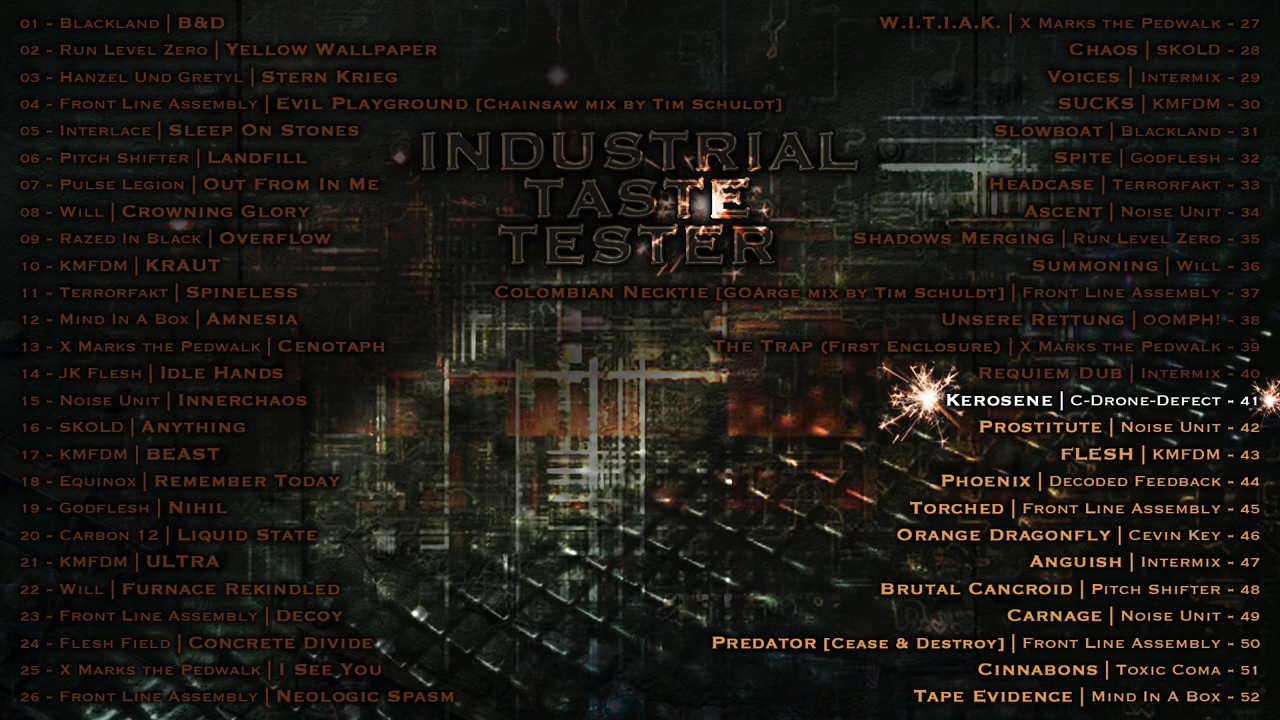 01 - Blackland | B&D
02 - Run Level Zero | Yellow Wallpaper
03 - Hanzel Und Gretyl | Stern Krieg
04 - Front Line Assembly | Evil Playground [Chainsaw mix by Tim Schuldt]
05 - Interlace | Sleep On Stones
06 - Pitch Shifter | Landfill
07 - Pulse Legion | Out From In Me
08 - Will | Crowning Glory
09 - Razed In Black | Overflow
10 - KMFDM | KRAUT
11 - Terrorfakt | Spineless
12 - Mind In A Box | Amnesia
13 - X Marks the Pedwalk | Cenotaph
14 - JK Flesh | Idle Hands
15 - Noise Unit | Innerchaos
16 - SKOLD | Anything
17 - KMFDM | BEAST
18 - Equinox | Remember Today
19 - Godflesh | Nihil
20 - Carbon 12 | Liquid State
21 - KMFDM | ULTRA
22 - Will | Furnace Rekindled
23 - Front Line Assembly | Decoy
24 - Flesh Field | Concrete Divide
25 - X Marks the Pedwalk | I See You
26 - Front Line Assembly | Neologic Spasm
INDUSTRIAL
TASTE
TESTER
W.I.T.I.A.K. | X Marks the Pedwalk - 27
Chaos | SKOLD - 28
Voices | Intermix - 29
SUCKS | KMFDM - 30
Slowboat | Blackland - 31
Spite | Godflesh - 32
Headcase | Terrorfakt - 33
Ascent | Noise Unit - 34
Shadows Merging | Run Level Zero - 35
Summoning | Will - 36
Colombian Necktie [GOArge mix by Tim Schuldt] | Front Line Assembly - 37
Unsere Rettung | OOMPH! - 38
The Trap (First Enclosure) | X Marks the Pedwalk - 39
Requiem Dub | Intermix - 40
Kerosene | C-Drone-Defect - 41
Prostitute | Noise Unit - 42
FLESH | KMFDM - 43
Phoenix | Decoded Feedback - 44
Torched | Front Line Assembly - 45
Orange Dragonfly | Cevin Key - 46
Anguish | Intermix - 47
Brutal Cancroid | Pitch Shifter - 48
Carnage | Noise Unit - 49
Predator [Cease & Destroy] | Front Line Assembly - 50
Cinnabons | Toxic Coma - 51
Tape Evidence | Mind In A Box - 52